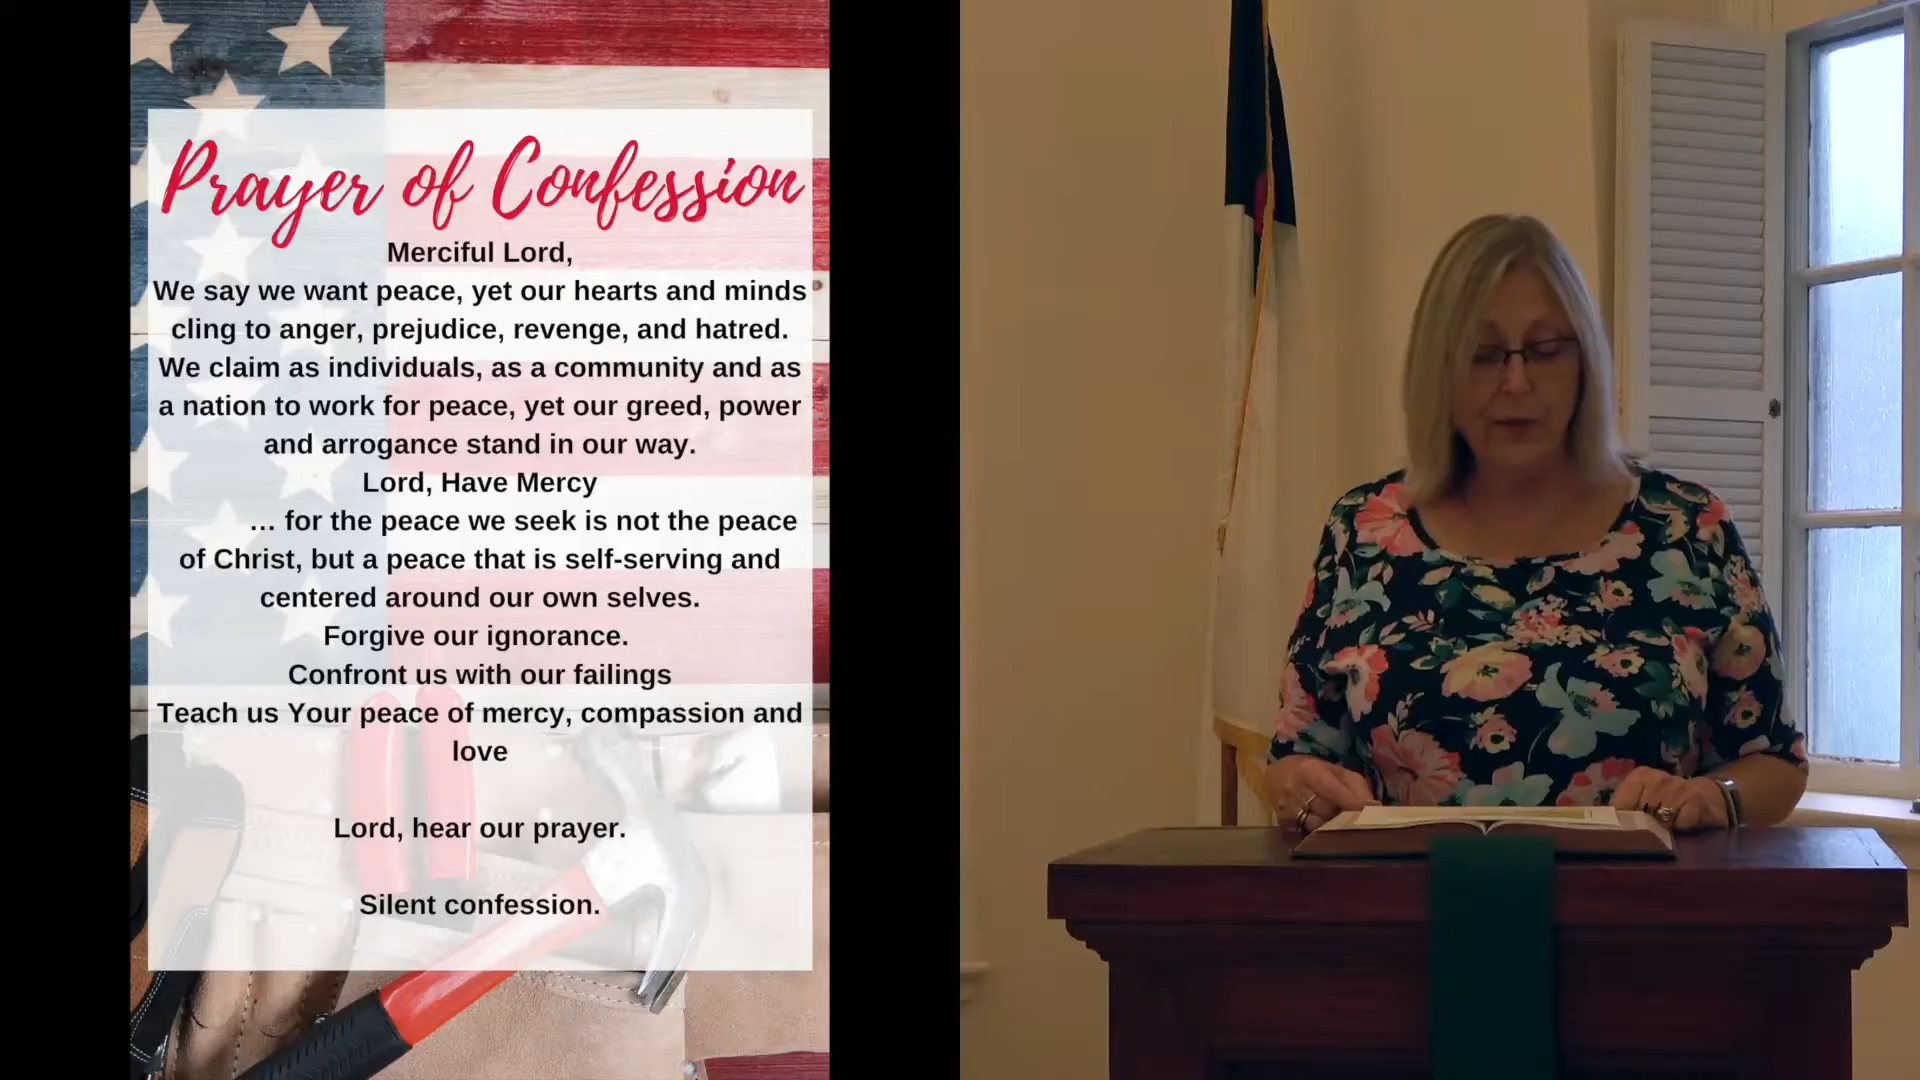 Prayer of Confession
Merciful Lord,
We say we want peace, yet our hearts and minds
cling to anger, prejudice, revenge, and hatred.
We claim as individuals, as a community and as
a nation to work for peace, yet our greed, power
and arrogance stand in our way.
Lord, Have Mercy
... for the peace we seek is not the peace
of Christ, but a peace that is self-serving and
centered around our own selves.
Forgive our ignorance.
Confront us with our failings
Teach us Your peace of mercy, compassion and
love
Lord, hear our prayer.
Silent confession.